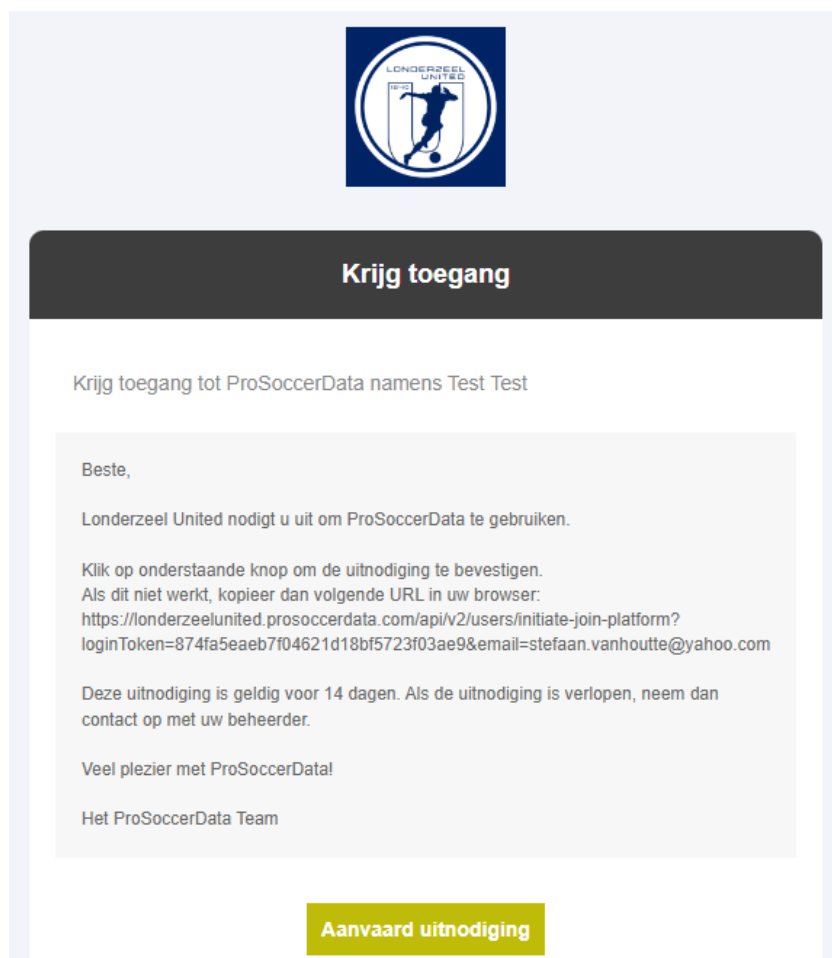 LONDERZEEL
UNITED
Krijg toegang
Krijg toegang tot ProSoccerData namens Test Test
Beste,
Londerzeel United nodigt u uit om ProSoccerData te gebruiken.
Klik op onderstaande knop om de uitnodiging te bevestigen.
Als dit niet werkt, kopieer dan volgende URL in uw browser:
https://londerzeelunited.prosoccerdata.com/api/v2/users/initiate-join-platform?
loginToken=874fa5eaeb7f04621d18bf5723f03ae9&email=stefaan.vanhoutte@yahoo.com
Deze uitnodiging is geldig voor 14 dagen. Als de uitnodiging is verlopen, neem dan
contact op met uw beheerder.
Veel plezier met ProSoccerData!
Het ProSoccerData Team
Aanvaard uitnodiging